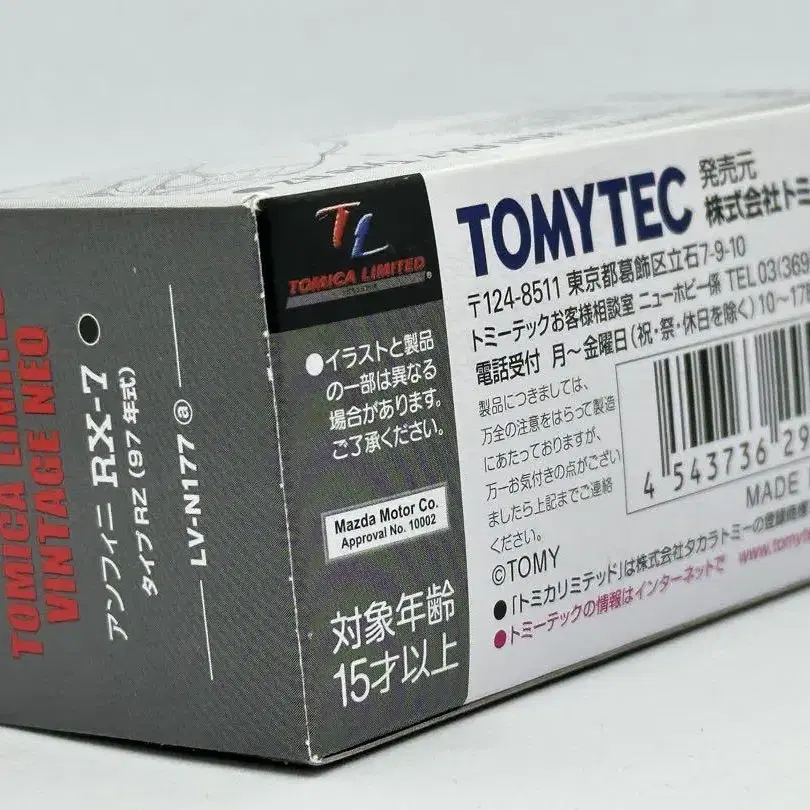 TOMICA LIMITED
VINTAGE NEO
アンフィニ RX-7
タイプRZ (97年式)
LV-N177 ⓐ
TL
TOMICA LIMITED
●イラストと製品
の一部は異なる
場合があります。
ご了承ください。
Mazda Motor Co.
Approval No. 10002
対象年齢
15才以上
TOMYTEC
発売元
株式会社トミ
〒124-8511 東京都葛飾区立石7-9-10
トミーテックお客様相談室 ニューホビー係 TEL 03(369
電話受付 月～金曜日(祝・祭・休日を除く)10～17
製品につきましては、
万全の注意をはらって製造
にあたっておりますが、
万一お気付きの点がござい
ましたら上記までご連絡
ください。
4 543736 29
MADE
©TOMY
●「トミカリミテッド」は株式会社タカラトミーの登録商標
●トミーテックの情報はインターネットで www.tomyte